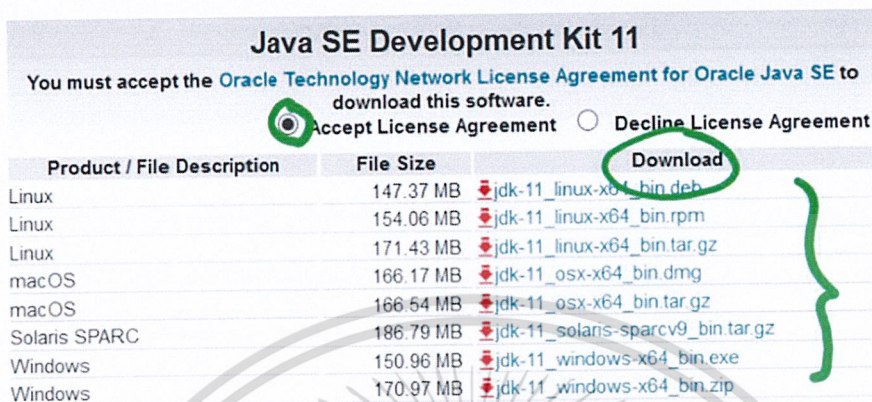 Java SE Development Kit 11
You must accept the Oracle Technology Network License Agreement for Oracle Java SE to
download this software.
Accept License Agreement Decline License Agreement
Product / File Description File Size Download
Linux 147.37 MB jdk-11_linux-x64_bin.deb
Linux 154.06 MB jdk-11_linux-x64_bin.rpm
Linux 171.43 MB jdk-11_linux-x64_bin.tar.gz
macOS 166.17 MB jdk-11_osx-x64_bin.dmg
macOS 166.54 MB jdk-11_osx-x64_bin.tar.gz
Solaris SPARC 186.79 MB jdk-11_solaris-sparcv9_bin.tar.gz
Windows 150.96 MB jdk-11_windows-x64_bin.exe
Windows 170.97 MB jdk-11_windows-x64_bin.zip